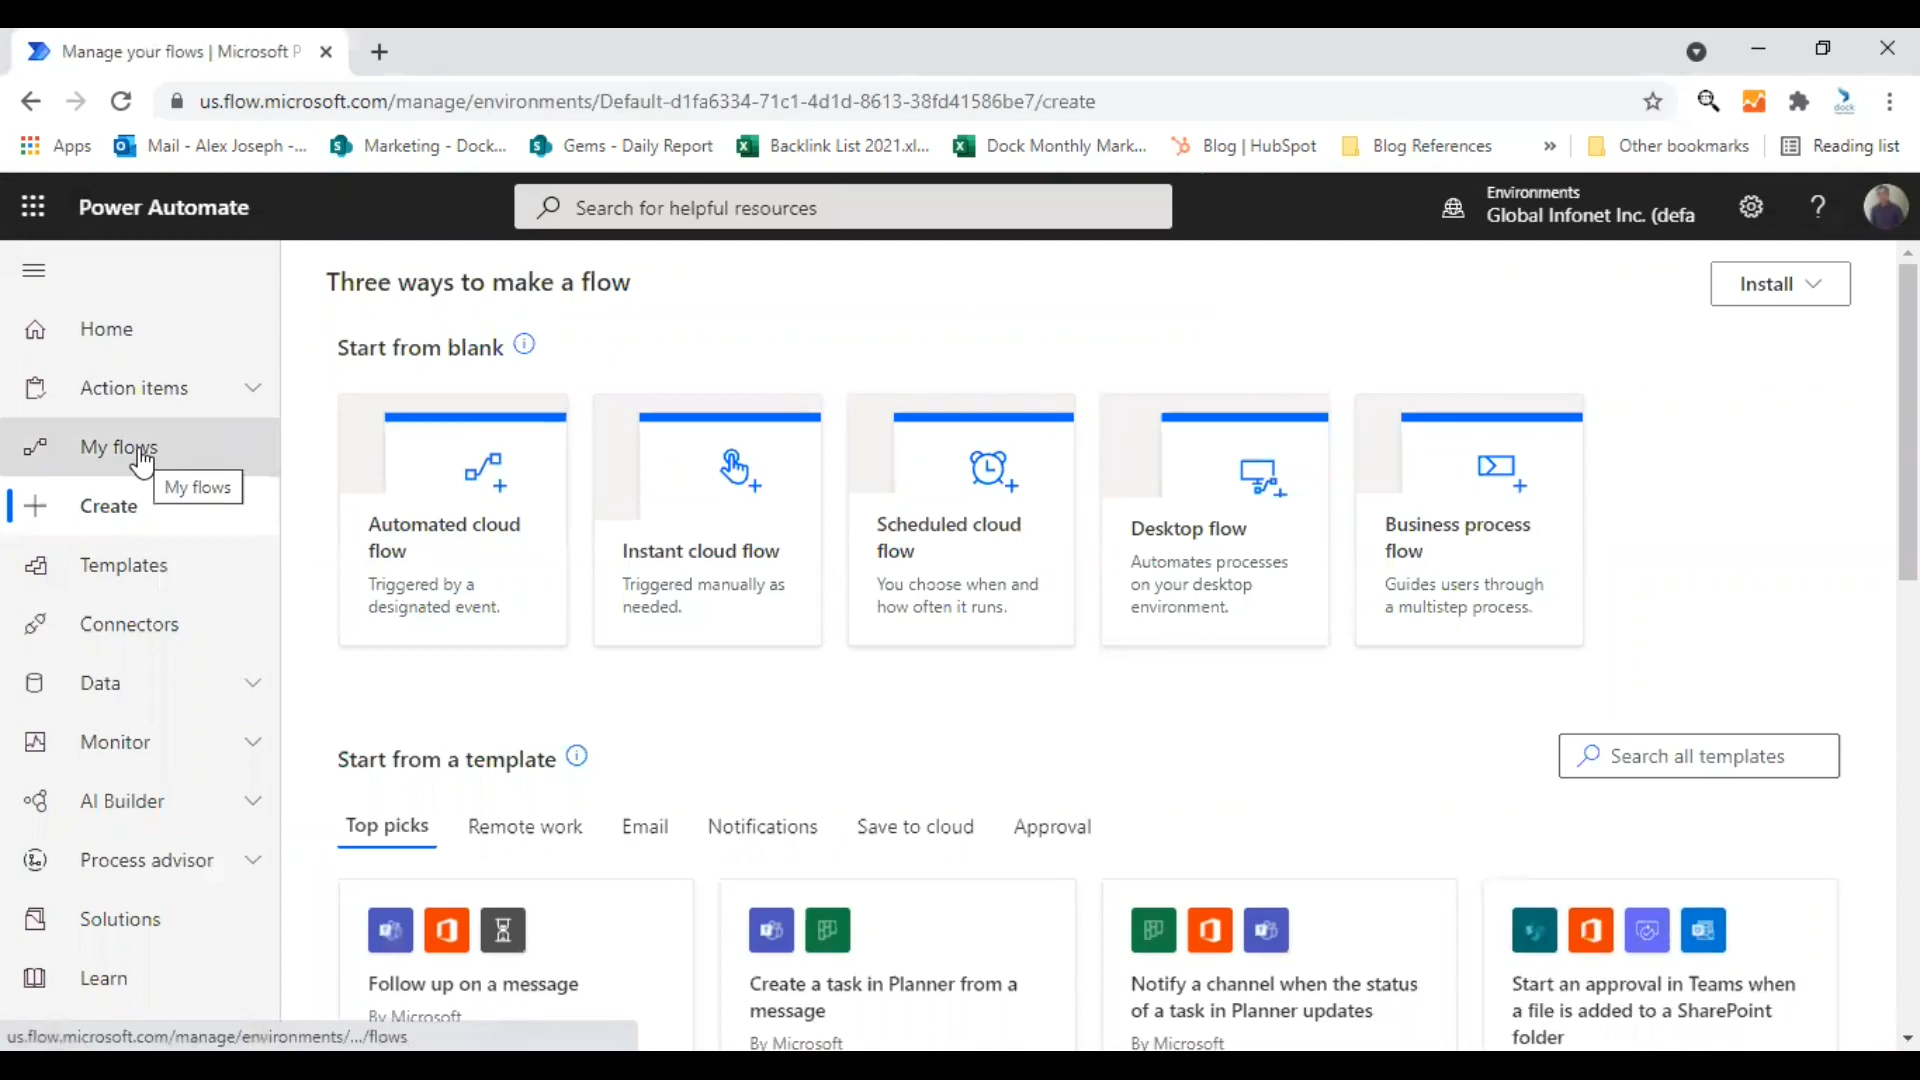 Manage your flows | Microsoft P
us.flow.microsoft.com/manage/environments/Default-d1fa6334-71c1-4d1d-8613-38fd41586be7/create
Apps Mail - Alex Joseph -... Marketing - Dock... Gems - Daily Report Backlink List 2021.xl... Dock Monthly Mark... Blog | HubSpot Blog References » Other bookmarks Reading list
Power Automate
Search for helpful resources
Environments
Global Infonet Inc. (defa
?
Three ways to make a flow
Install
Start from blank
Home
Action items
My flows
My flows
Create
Templates
Connectors
Data
Monitor
AI Builder
Process advisor
Solutions
Learn
Automated cloud
flow
Triggered by a
designated event.
Instant cloud flow
Triggered manually as
needed.
Scheduled cloud
flow
You choose when and
how often it runs.
Desktop flow
Automates processes
on your desktop
environment.
Business process
flow
Guides users through
a multistep process.
Start from a template
Search all templates
Top picks Remote work Email Notifications Save to cloud Approval
Follow up on a message
By Microsoft
Create a task in Planner from a
message
By Microsoft
Notify a channel when the status
of a task in Planner updates
By Microsoft
Start an approval in Teams when
a file is added to a SharePoint
folder
us.flow.microsoft.com/manage/environments/.../flows